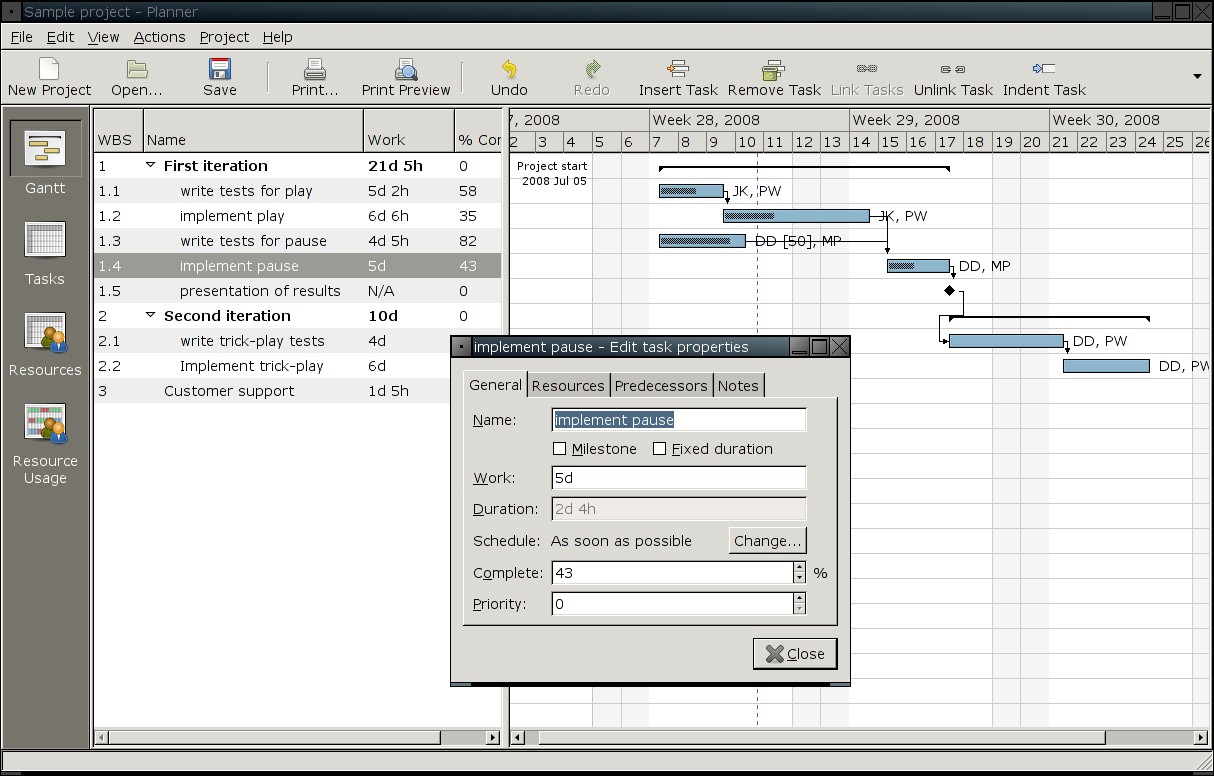 Sample project - Planner
File Edit View Actions Project Help
New Project Open... Save Print... Print Preview Undo Redo Insert Task Remove Task Link Tasks Unlink Task Indent Task
Gantt
Tasks
Resources
Resource
Usage
WBS Name Work % Con
1 First iteration 21d 5h 0
1.1 write tests for play 5d 2h 58
1.2 implement play 6d 6h 35
1.3 write tests for pause 4d 5h 82
1.4 implement pause 5d 43
1.5 presentation of results N/A 0
2 Second iteration 10d 0
2.1 write trick-play tests 4d
2.2 Implement trick-play 6d
3 Customer support 1d 5h
7, 2008 Week 28, 2008 Week 29, 2008 Week 30, 2008
2 3 4 5 6 7 8 9 10 11 12 13 14 15 16 17 18 19 20 21 22 23 24 25 26
Project start
2008 Jul 05
JK, PW
JK, PW
DD [50], MP
DD, MP
DD, PW
DD, PW
implement pause - Edit task properties
General Resources Predecessors Notes
Name: implement pause
Milestone Fixed duration
Work: 5d
Duration: 2d 4h
Schedule: As soon as possible Change...
Complete: 43 %
Priority: 0
Close